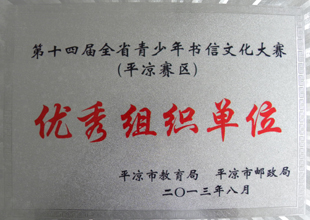 第十四届全省青少年书信文化大赛
(平凉赛区)
优秀组织单位
平凉市教育局 平凉市邮政局
二〇一三年八月